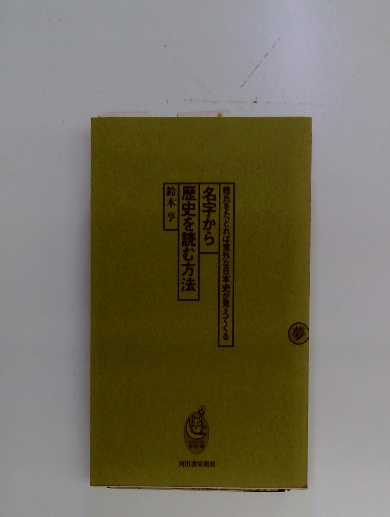 姓氏をたどれば意外な日本史が見えてくる
名字から
歴史を読む方法
鈴木亨
夢
河出書房新社